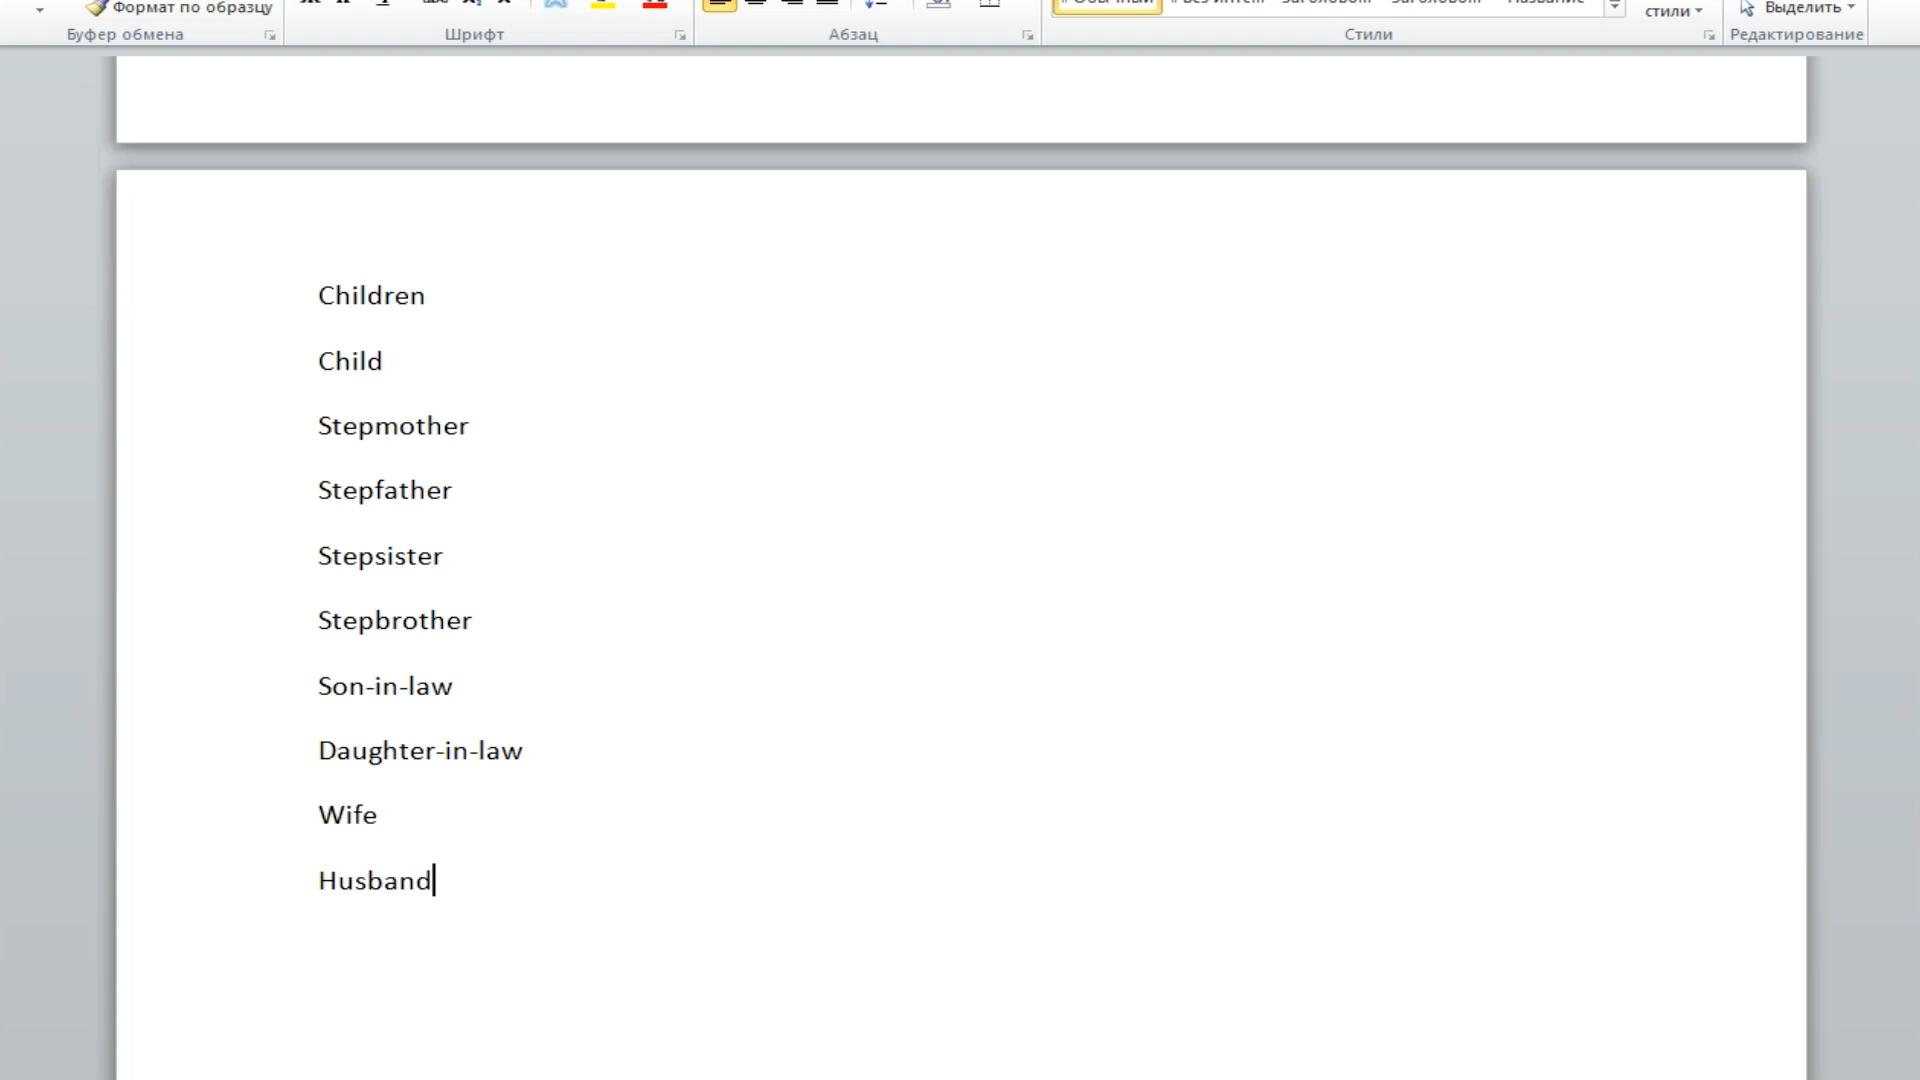 Формат по образцу
стили
Выделить
Буфер обмена
Шрифт
Абзац
Стили
Редактирование
Children
Child
Stepmother
Stepfather
Stepsister
Stepbrother
Son-in-law
Daughter-in-law
Wife
Husband